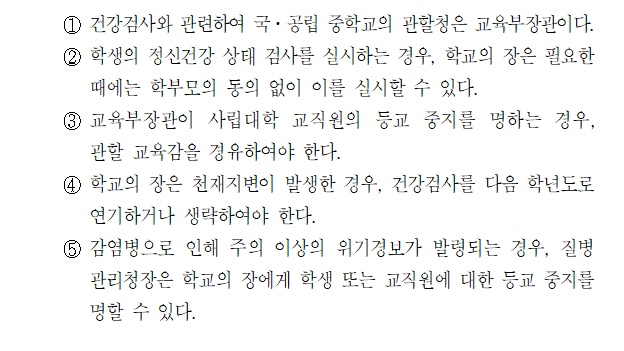 ① 건강검사와 관련하여 국・공립 중학교의 관할청은 교육부장관이다.
② 학생의 정신건강 상태 검사를 실시하는 경우, 학교의 장은 필요한
때에는 학부모의 동의 없이 이를 실시할 수 있다.
③ 교육부장관이 사립대학 교직원의 등교 중지를 명하는 경우,
관할 교육감을 경유하여야 한다.
④ 학교의 장은 천재지변이 발생한 경우, 건강검사를 다음 학년도로
연기하거나 생략하여야 한다.
⑤ 감염병으로 인해 주의 이상의 위기경보가 발령되는 경우, 질병
관리청장은 학교의 장에게 학생 또는 교직원에 대한 등교 중지를
명할 수 있다.